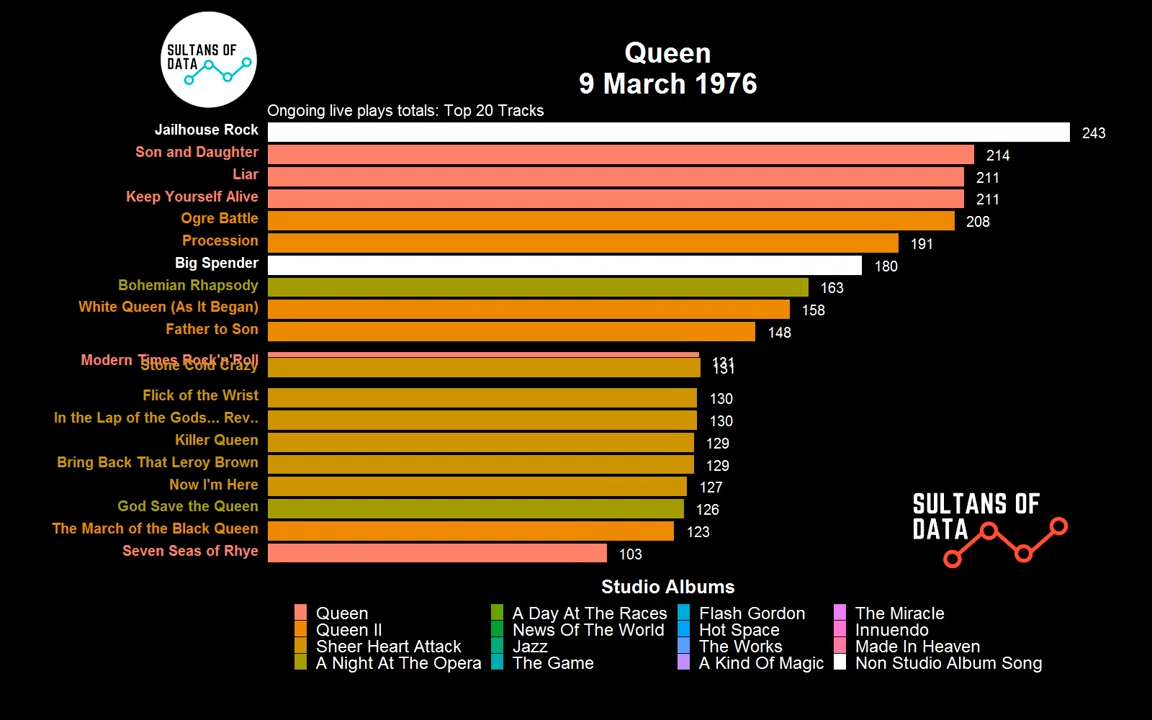 SULTANS OF
DATA
Queen
9 March 1976
Ongoing live plays totals: Top 20 Tracks
Jailhouse Rock 243
Son and Daughter 214
Liar 211
Keep Yourself Alive 211
Ogre Battle 208
Procession 191
Big Spender 180
Bohemian Rhapsody 163
White Queen (As It Began) 158
Father to Son 148
Modern Times Rock'n'Roll 131
Stone Cold Crazy 131
Flick of the Wrist 130
In the Lap of the Gods... Rev.. 130
Killer Queen 129
Bring Back That Leroy Brown 129
Now I'm Here 127
God Save the Queen 126
The March of the Black Queen 123
Seven Seas of Rhye 103
SULTANS OF
DATA
Studio Albums
Queen A Day At The Races Flash Gordon The Miracle
Queen II News Of The World Hot Space Innuendo
Sheer Heart Attack Jazz The Works Made In Heaven
A Night At The Opera The Game A Kind Of Magic Non Studio Album Song